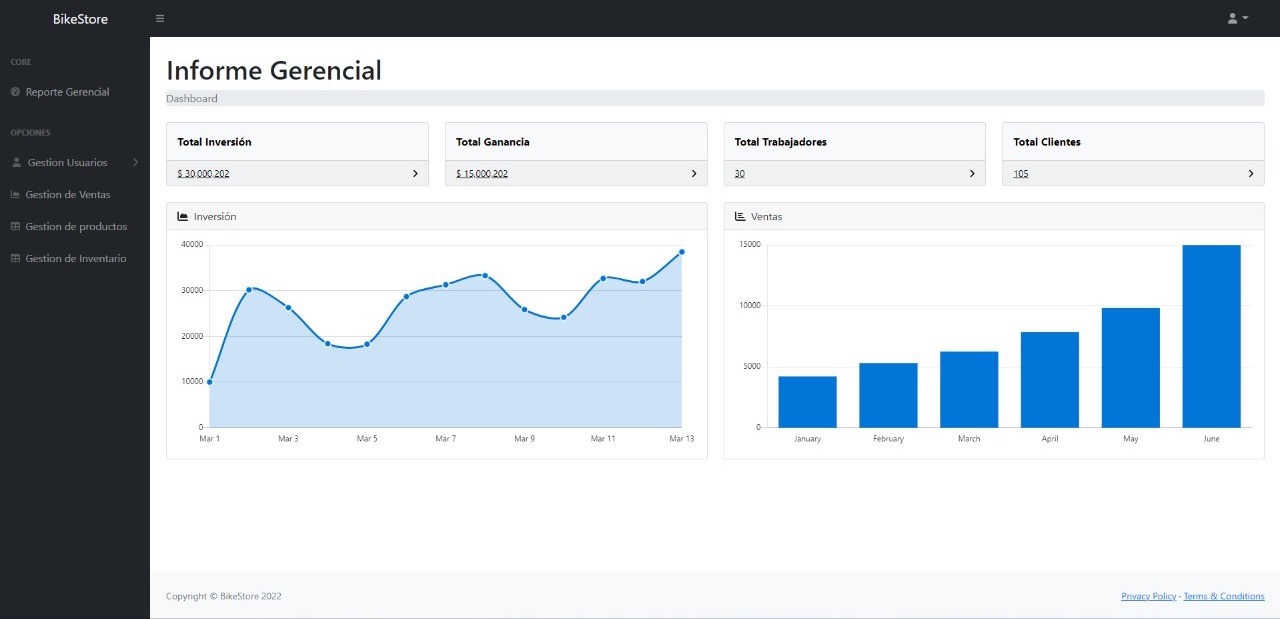 BikeStore
CORE
Reporte Gerencial
OPCIONES
Gestion Usuarios
Gestion de Ventas
Gestion de productos
Gestion de Inventario
Informe Gerencial
Dashboard
Total Inversión
$ 30,000,202
Total Ganancia
$ 15,000,202
Total Trabajadores
30
Total Clientes
105
Inversión
40000
30000
20000
10000
0
Mar 1 Mar 3 Mar 5 Mar 7 Mar 9 Mar 11 Mar 13
Ventas
15000
10000
5000
0
January February March April May June
Copyright © BikeStore 2022
Privacy Policy · Terms & Conditions